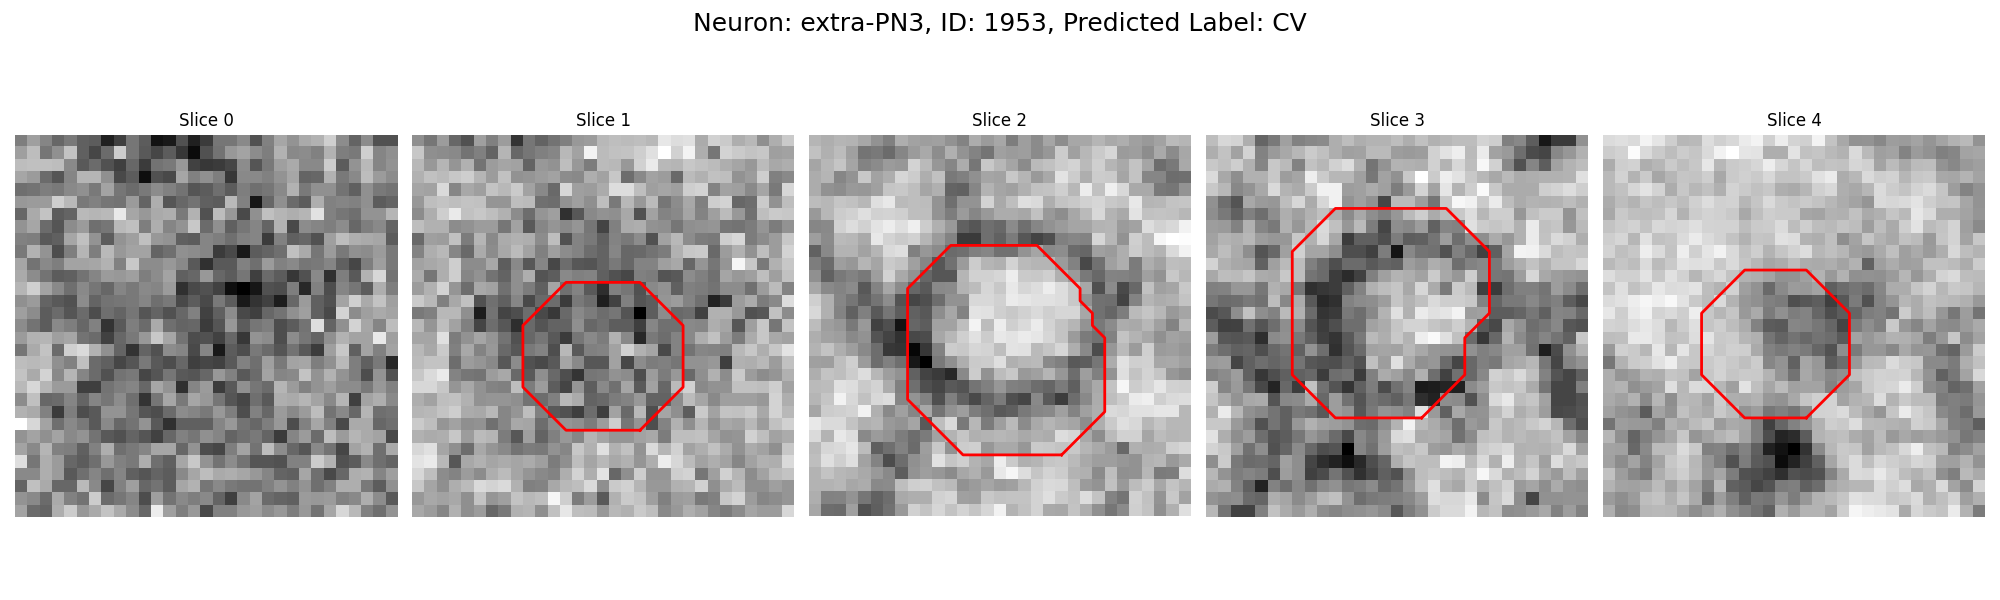 Neuron: extra-PN3, ID: 1953, Predicted Label: CV
Slice 0
Slice 1
Slice 2
Slice 3
Slice 4